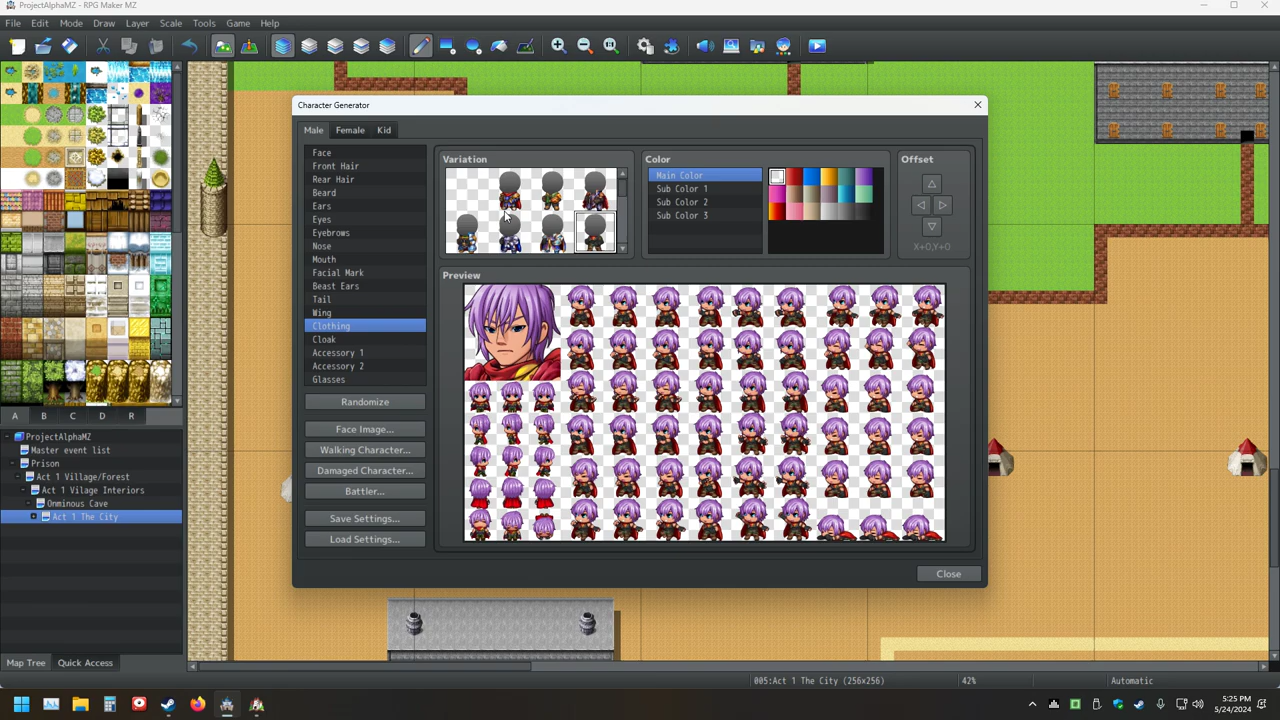 ProjectAlphaMZ - RPG Maker MZ
File Edit Mode Draw Layer Scale Tools Game Help
Character Generator
Male Female Kid
Face
Front Hair
Rear Hair
Beard
Ears
Eyes
Eyebrows
Nose
Mouth
Facial Mark
Beast Ears
Tail
Wing
Clothing
Cloak
Accessory 1
Accessory 2
Glasses
Randomize
Face Image...
Walking Character...
Damaged Character...
Battler...
Save Settings...
Load Settings...
Variation
Color
Main Color
Sub Color 1
Sub Color 2
Sub Color 3
Offset
X+0,Y+0
Preview
Close
A B C D R
ProjectAlphaMZ
Master event list
Prison
Act 1 Village/Forest
Act 1 Vilage Interiors
Onminous Cave
Act 1 The City
Map Tree Quick Access
005:Act 1 The City (256x256) 42% Automatic
5:25 PM
5/24/2024